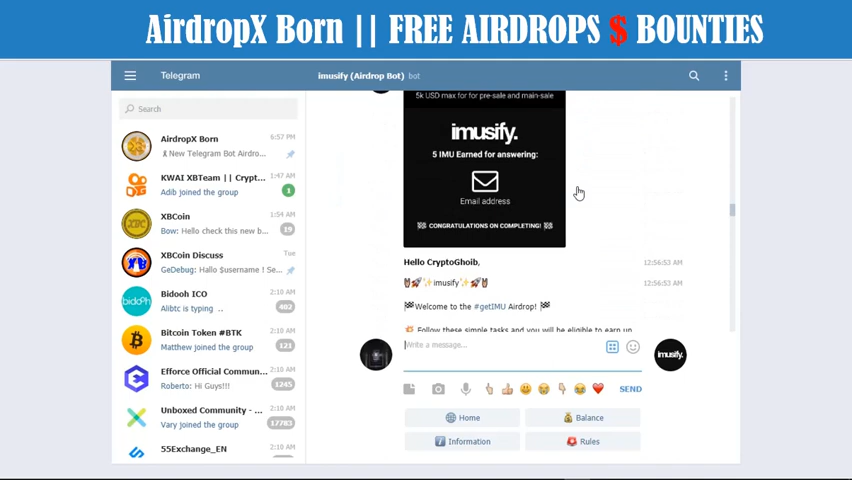 AirdropX Born || FREE AIRDROPS $ BOUNTIES
Telegram
imusify (Airdrop Bot) bot
Search
AirdropX Born 6:57 PM
New Telegram Bot Airdro...
KWAI XBTeam || Crypt... 1:47 AM
Adib joined the group 1
XBCoin 1:54 AM
Bow: Hello check this new b... 19
XBCoin Discuss Tue
GeDebug: Hallo $username ! Se...
Bidooh ICO 2:10 AM
Alibtc is typing .. 402
bidooh
Bitcoin Token #BTK 2:10 AM
Matthew joined the group 121
Efforce Official Commun... 2:10 AM
Roberto: Hi Guys!!! 1245
Unboxed Community - ... 2:10 AM
Vary joined the group 17783
55Exchange_EN 2:10 AM
5k USD max for for pre-sale and main-sale
imusify.
5 IMU Earned for answering:
Email address
CONGRATULATIONS ON COMPLETING!
Hello CryptoGhoib, 12:56:53 AM
imusify 12:56:53 AM
Welcome to the #getIMU Airdrop!
Follow these simple tasks and you will be eligible to earn up
Write a message...
imusify.
SEND
Home
Balance
Information
Rules